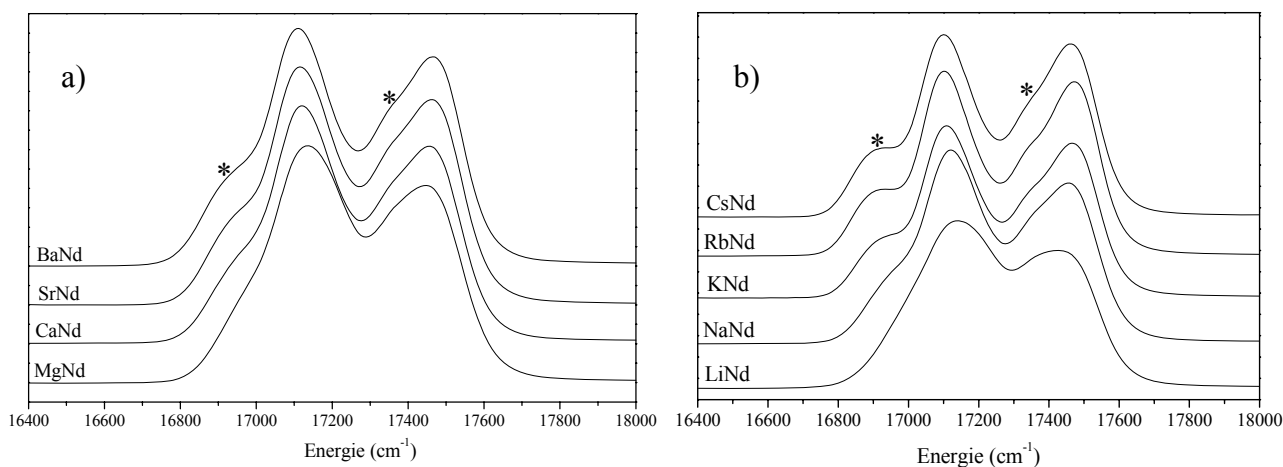 a)
*
*
BaNd
SrNd
CaNd
MgNd
16400 16600 16800 17000 17200 17400 17600 17800 18000
Energie (cm⁻¹)
b)
*
*
CsNd
RbNd
KNd
NaNd
LiNd
16400 16600 16800 17000 17200 17400 17600 17800 18000
Energie (cm⁻¹)